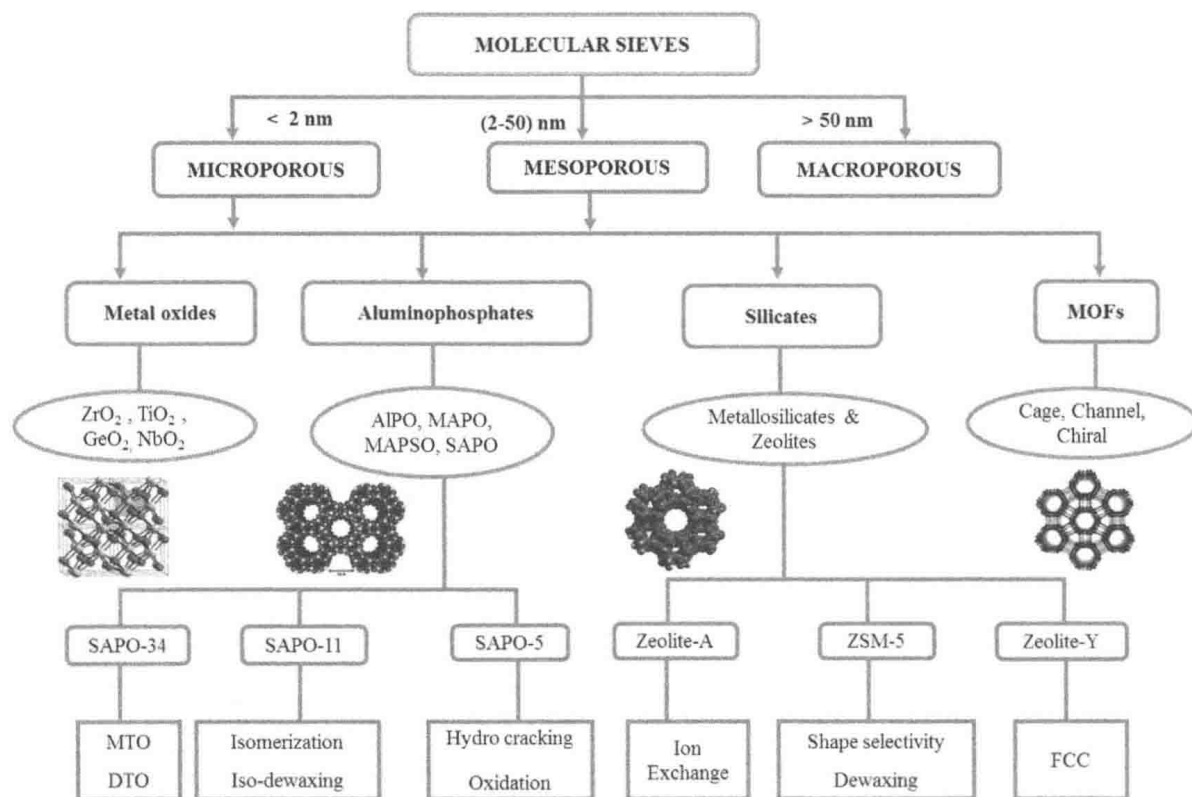 MOLECULAR SIEVES
< 2 nm
(2-50) nm
> 50 nm
MICROPOROUS
MESOPOROUS
MACROPOROUS
Metal oxides
Aluminophosphates
Silicates
MOFs
ZrO₂ , TiO₂ ,
GeO₂, NbO₂
AlPO, MAPO,
MAPSO, SAPO
Metallosilicates &
Zeolites
Cage, Channel,
Chiral
SAPO-34
SAPO-11
SAPO-5
Zeolite-A
ZSM-5
Zeolite-Y
MTO
DTO
Isomerization
Iso-dewaxing
Hydro cracking
Oxidation
Ion
Exchange
Shape selectivity
Dewaxing
FCC